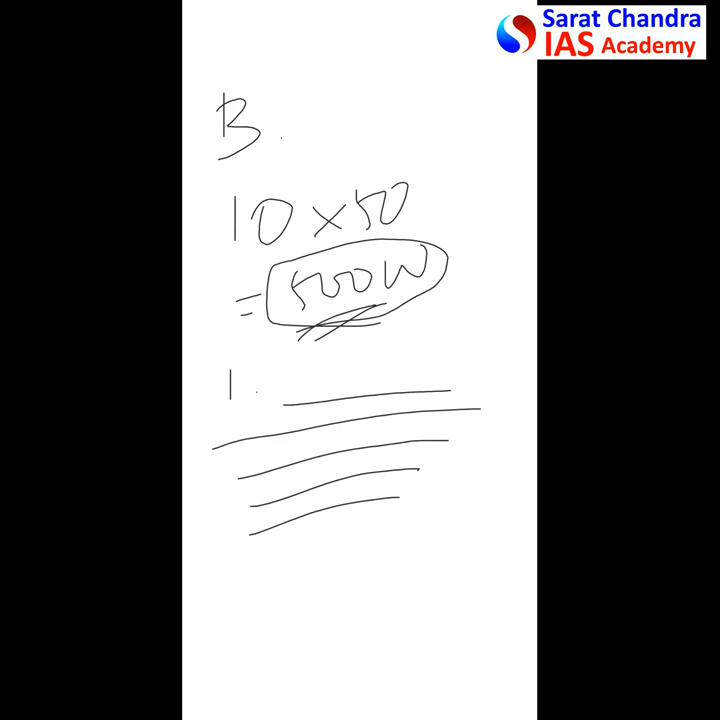 Sarat Chandra
IAS Academy
B.
10 × 50
= 500W
1.